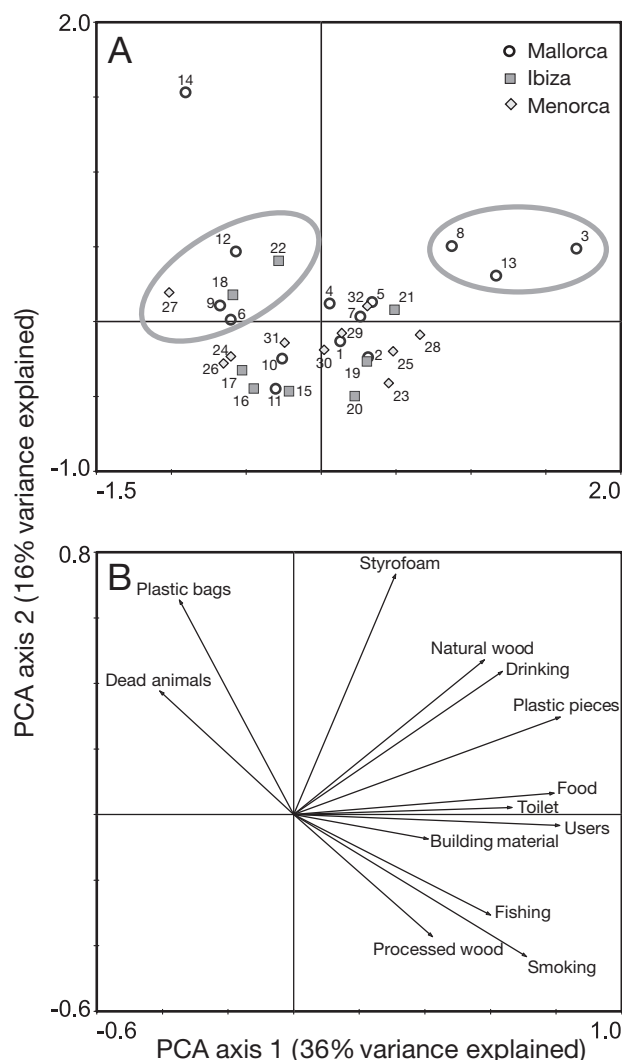 2.0
A
Mallorca
Ibiza
Menorca
14
12
22
8
3
13
18
27
9
6
4
32
5
7
21
29
1
28
31
24
10
30
2
19
25
26
17
16
11
15
20
23
-1.0
-1.5
2.0
PCA axis 2 (16% variance explained)
0.8
B
Styrofoam
Plastic bags
Natural wood
Drinking
Dead animals
Plastic pieces
Food
Toilet
Users
Building material
Fishing
Processed wood
Smoking
-0.6
-0.6
1.0
PCA axis 1 (36% variance explained)